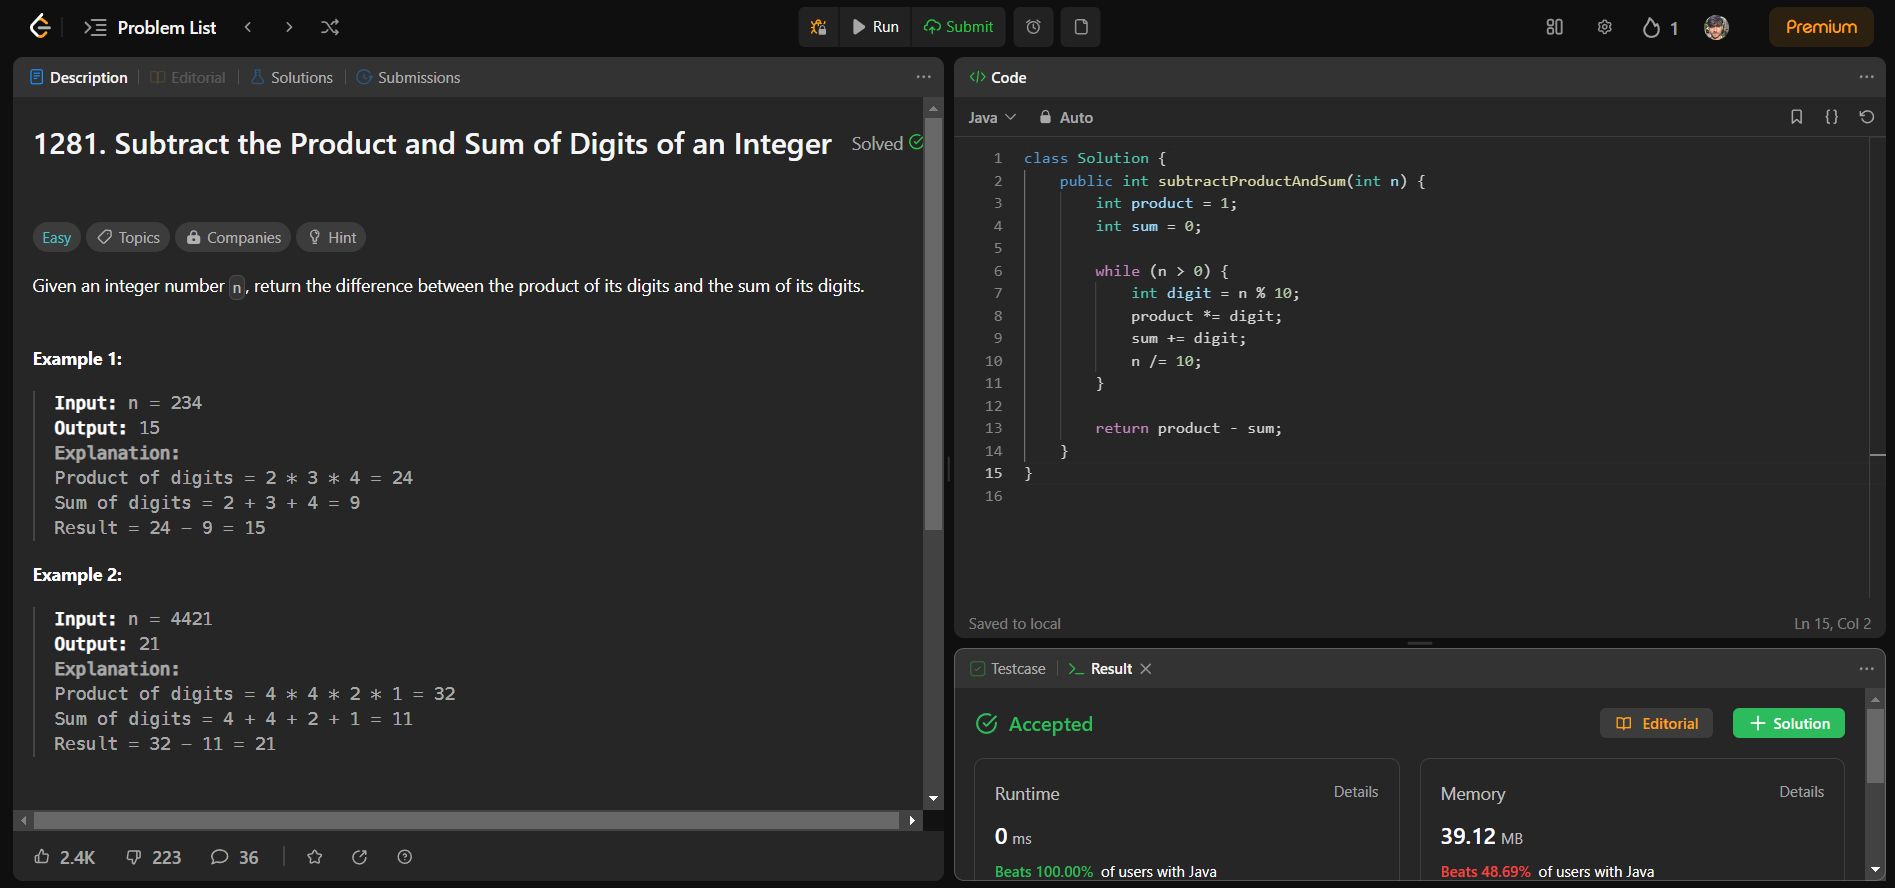 Problem List
Run
Submit
1
Premium
Description
Editorial
Solutions
Submissions
1281. Subtract the Product and Sum of Digits of an Integer
Solved
Easy
Topics
Companies
Hint
Given an integer number n, return the difference between the product of its digits and the sum of its digits.
Example 1:
Input: n = 234
Output: 15
Explanation:
Product of digits = 2 * 3 * 4 = 24
Sum of digits = 2 + 3 + 4 = 9
Result = 24 − 9 = 15
Example 2:
Input: n = 4421
Output: 21
Explanation:
Product of digits = 4 * 4 * 2 * 1 = 32
Sum of digits = 4 + 4 + 2 + 1 = 11
Result = 32 − 11 = 21
2.4K
223
36
</> Code
Java
Auto
{}
1 class Solution {
2     public int subtractProductAndSum(int n) {
3         int product = 1;
4         int sum = 0;
5
6         while (n > 0) {
7             int digit = n % 10;
8             product *= digit;
9             sum += digit;
10             n /= 10;
11         }
12
13         return product - sum;
14     }
15 }
16
Saved to local
Ln 15, Col 2
Testcase
>_ Result
Accepted
Editorial
+ Solution
Runtime
Details
0 ms
Beats 100.00% of users with Java
Memory
Details
39.12 MB
Beats 48.69% of users with Java